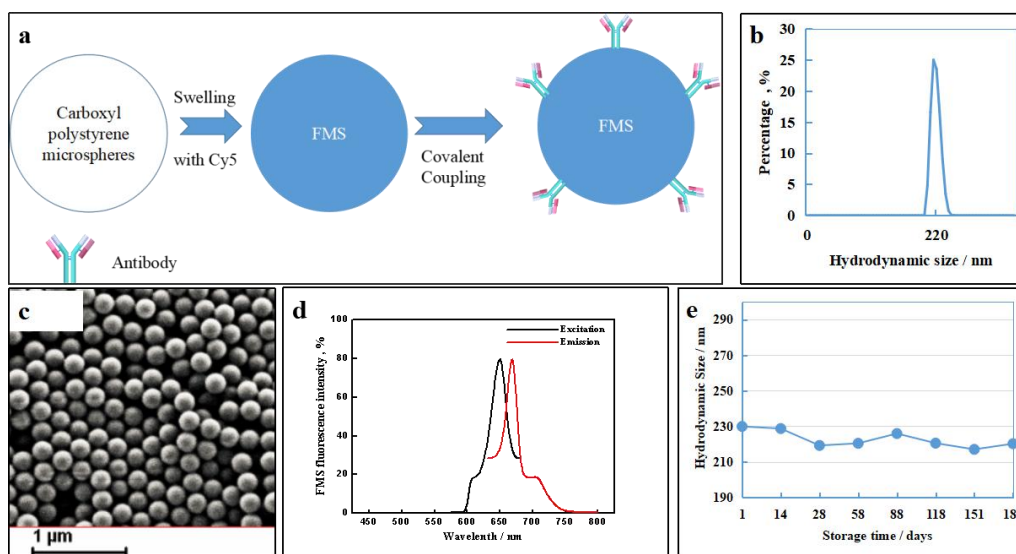 a
Carboxyl
polystyrene
microspheres
Swelling
with Cy5
FMS
Covalent
Coupling
FMS
Antibody
b
Percentage , %
30
25
20
15
10
5
0
0
220
Hydrodynamic size / nm
c
1 µm
d
FMS fluorescence intensity , %
100
80
60
40
20
0
Excitation
Emission
450
500
550
600
650
700
750
800
Wavelenth / nm
e
Hydrodynamic Size / nm
290
270
250
230
210
190
1
14
28
58
88
118
151
Storage time / days